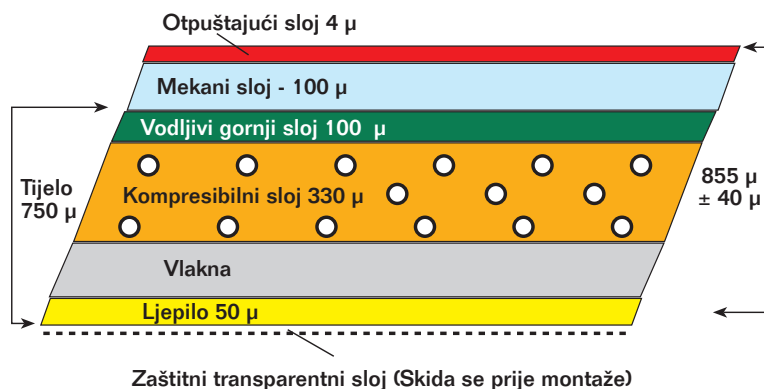 Otpuštajući sloj 4 µ
Mekani sloj - 100 µ
Vodljivi gornji sloj 100 µ
Tijelo
750 µ
Kompresibilni sloj 330 µ
855 µ
± 40 µ
Vlakna
Ljepilo 50 µ
Zaštitni transparentni sloj (Skida se prije montaže)